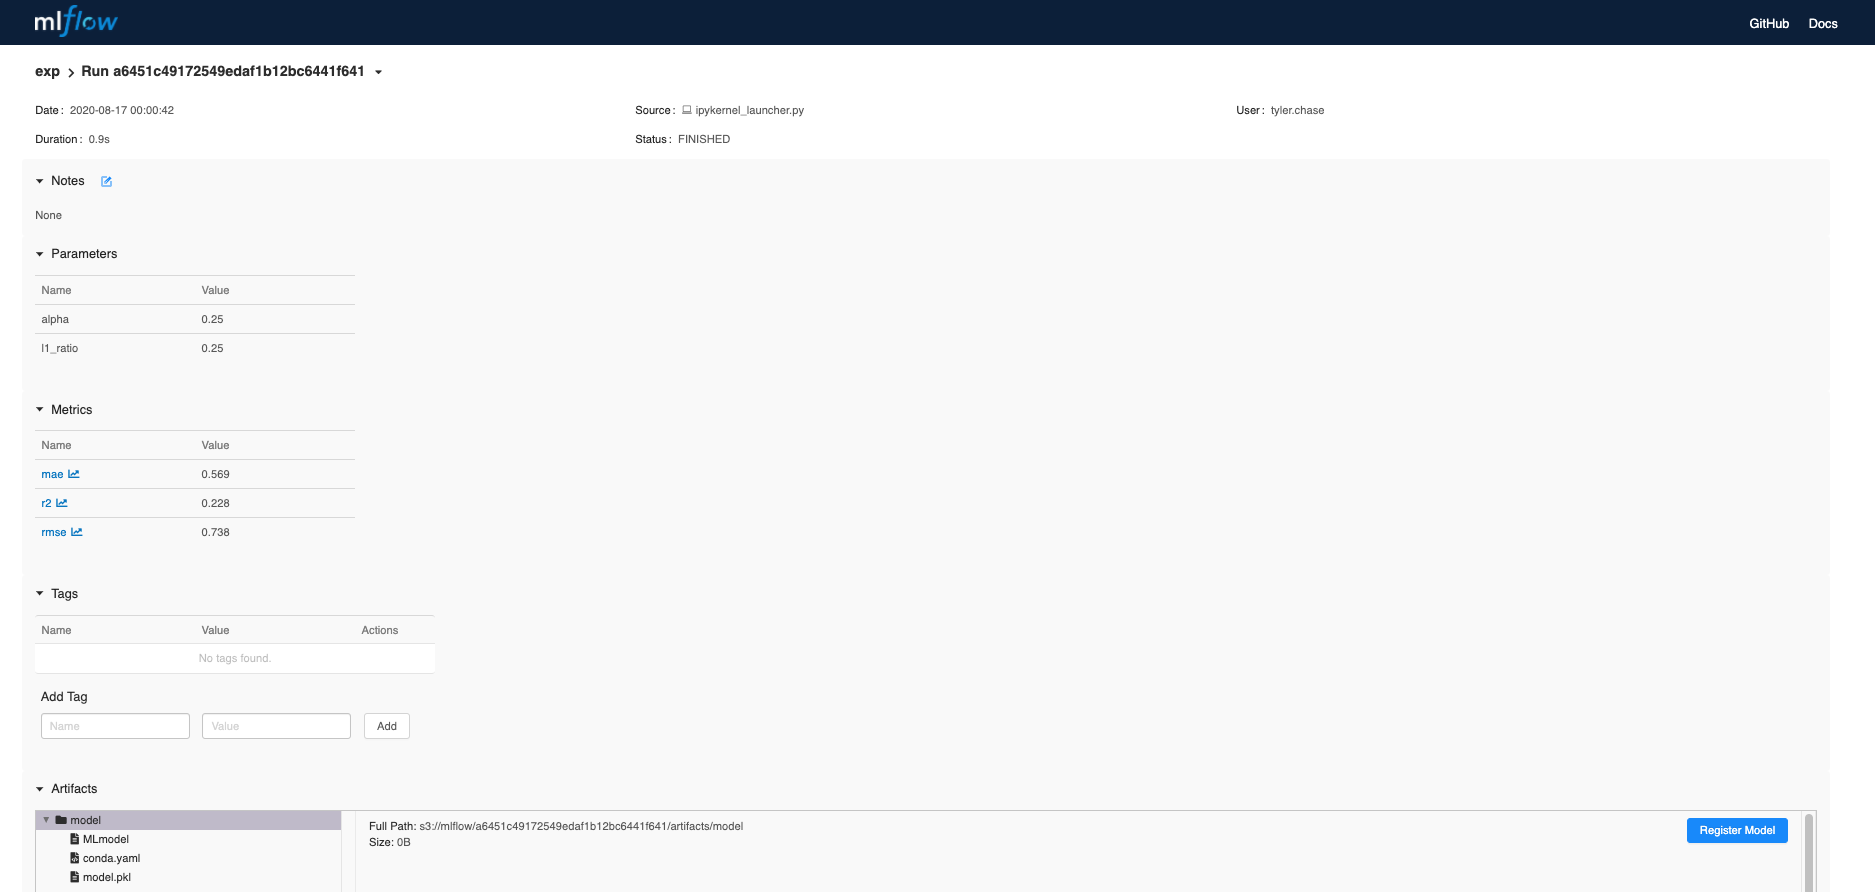 mlflow
GitHub Docs
exp > Run a6451c49172549edaf1b12bc6441f641
Date : 2020-08-17 00:00:42
Source : ipykernel_launcher.py
User : tyler.chase
Duration : 0.9s
Status : FINISHED
Notes
None
Parameters
Name Value
alpha 0.25
l1_ratio 0.25
Metrics
Name Value
mae 0.569
r2 0.228
rmse 0.738
Tags
Name Value Actions
No tags found.
Add Tag
Name Value Add
Artifacts
model
MLmodel
conda.yaml
model.pkl
Full Path: s3://mlflow/a6451c49172549edaf1b12bc6441f641/artifacts/model
Size: 0B
Register Model